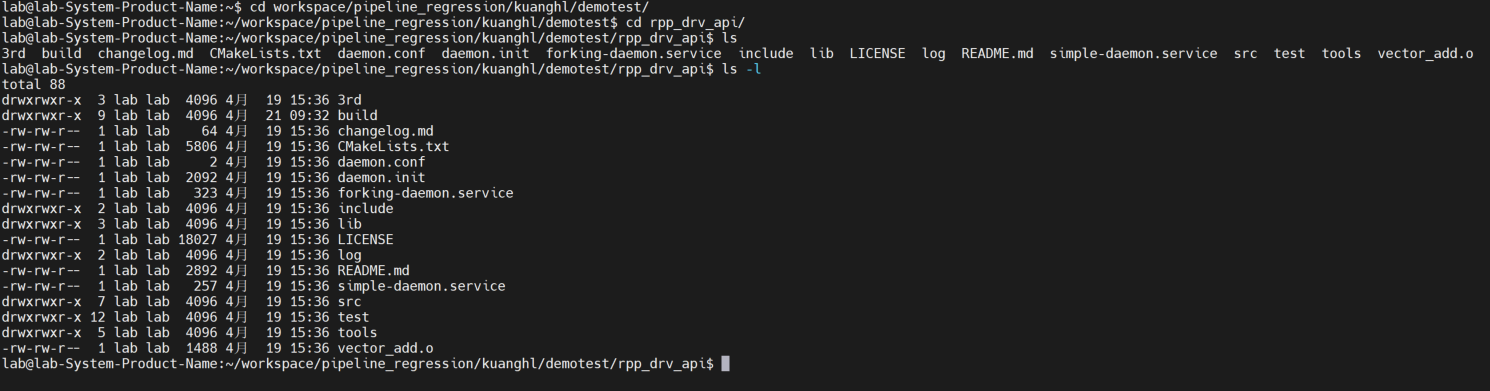 lab@lab-System-Product-Name:~$ cd workspace/pipeline_regression/kuanghl/demotest/
lab@lab-System-Product-Name:~/workspace/pipeline_regression/kuanghl/demotest$ cd rpp_drv_api/
lab@lab-System-Product-Name:~/workspace/pipeline_regression/kuanghl/demotest/rpp_drv_api$ ls
3rd  build  changelog.md  CMakeLists.txt  daemon.conf  daemon.init  forking-daemon.service  include  lib  LICENSE  log  README.md  simple-daemon.service  src  test  tools  vector_add.o
lab@lab-System-Product-Name:~/workspace/pipeline_regression/kuanghl/demotest/rpp_drv_api$ ls -l
total 88
drwxrwxr-x  3 lab lab  4096 4月  19 15:36 3rd
drwxrwxr-x  9 lab lab  4096 4月  21 09:32 build
-rw-rw-r--  1 lab lab    64 4月  19 15:36 changelog.md
-rw-rw-r--  1 lab lab  5806 4月  19 15:36 CMakeLists.txt
-rw-rw-r--  1 lab lab     2 4月  19 15:36 daemon.conf
-rw-rw-r--  1 lab lab  2092 4月  19 15:36 daemon.init
-rw-rw-r--  1 lab lab   323 4月  19 15:36 forking-daemon.service
drwxrwxr-x  2 lab lab  4096 4月  19 15:36 include
drwxrwxr-x  3 lab lab  4096 4月  19 15:36 lib
-rw-rw-r--  1 lab lab 18027 4月  19 15:36 LICENSE
drwxrwxr-x  2 lab lab  4096 4月  19 15:36 log
-rw-rw-r--  1 lab lab  2892 4月  19 15:36 README.md
-rw-rw-r--  1 lab lab   257 4月  19 15:36 simple-daemon.service
drwxrwxr-x  7 lab lab  4096 4月  19 15:36 src
drwxrwxr-x 12 lab lab  4096 4月  19 15:36 test
drwxrwxr-x  5 lab lab  4096 4月  19 15:36 tools
-rw-rw-r--  1 lab lab  1488 4月  19 15:36 vector_add.o
lab@lab-System-Product-Name:~/workspace/pipeline_regression/kuanghl/demotest/rpp_drv_api$